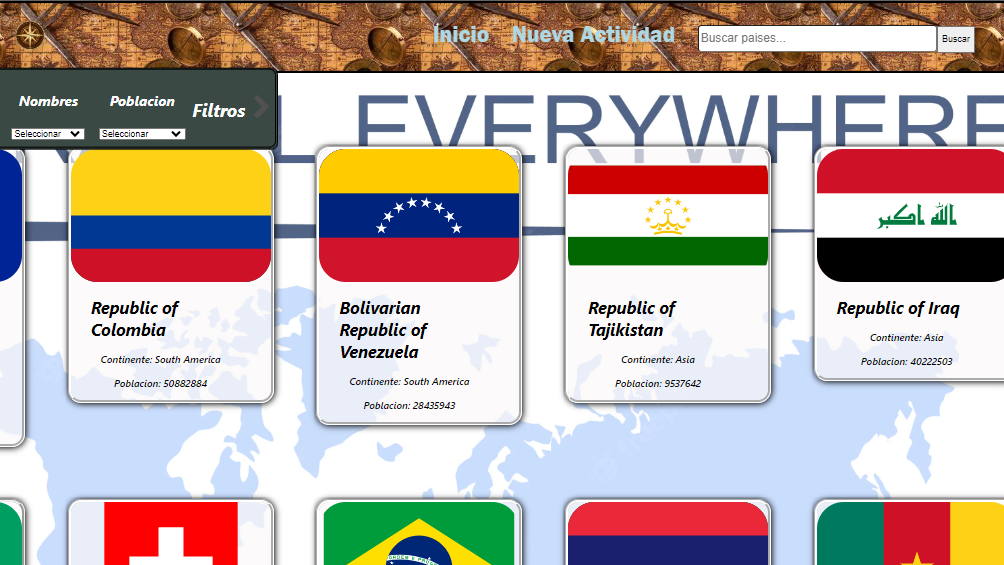 Inicio Nueva Actividad Buscar paises... Buscar
Nombres Poblacion Filtros
Seleccionar Seleccionar
L EVERYWHERE
الله اكبر
Republic of
Colombia
Continente: South America
Poblacion: 50882884
Bolivarian
Republic of
Venezuela
Continente: South America
Poblacion: 28435943
Republic of
Tajikistan
Continente: Asia
Poblacion: 9537642
Republic of Iraq
Continente: Asia
Poblacion: 40222503